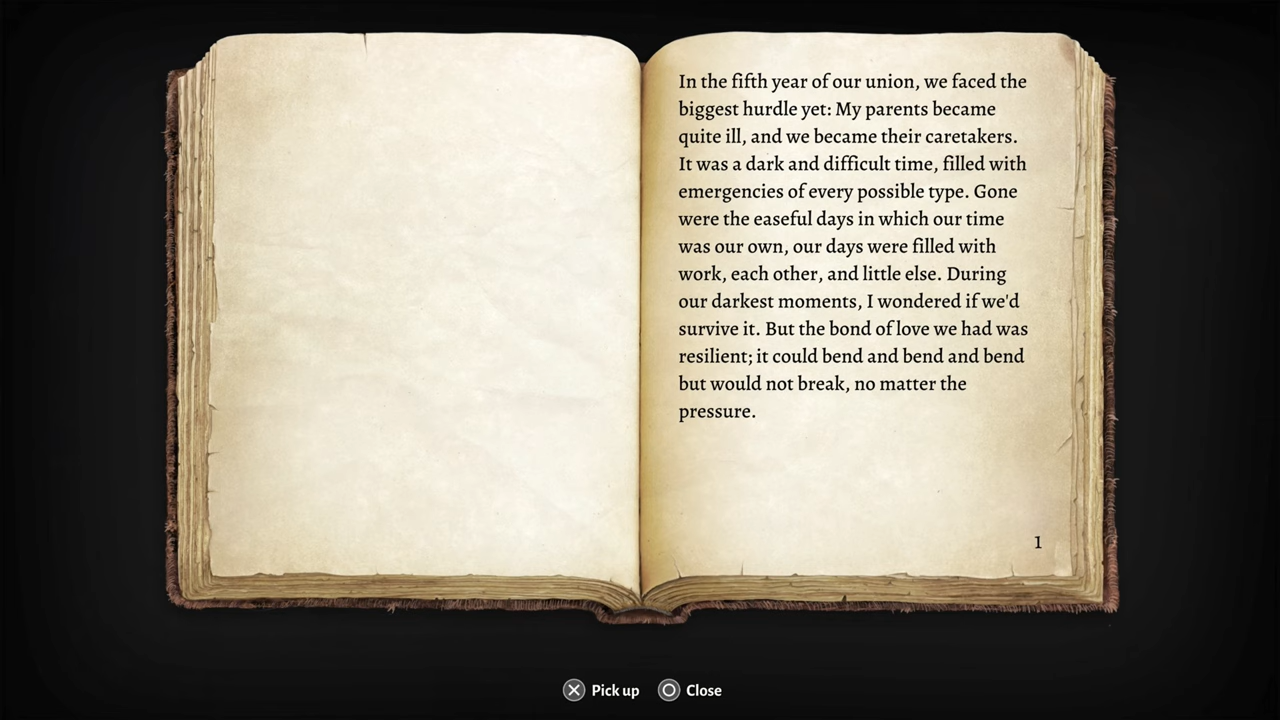 In the fifth year of our union, we faced the
biggest hurdle yet: My parents became
quite ill, and we became their caretakers.
It was a dark and difficult time, filled with
emergencies of every possible type. Gone
were the easeful days in which our time
was our own, our days were filled with
work, each other, and little else. During
our darkest moments, I wondered if we'd
survive it. But the bond of love we had was
resilient; it could bend and bend and bend
but would not break, no matter the
pressure.
1
Pick up Close